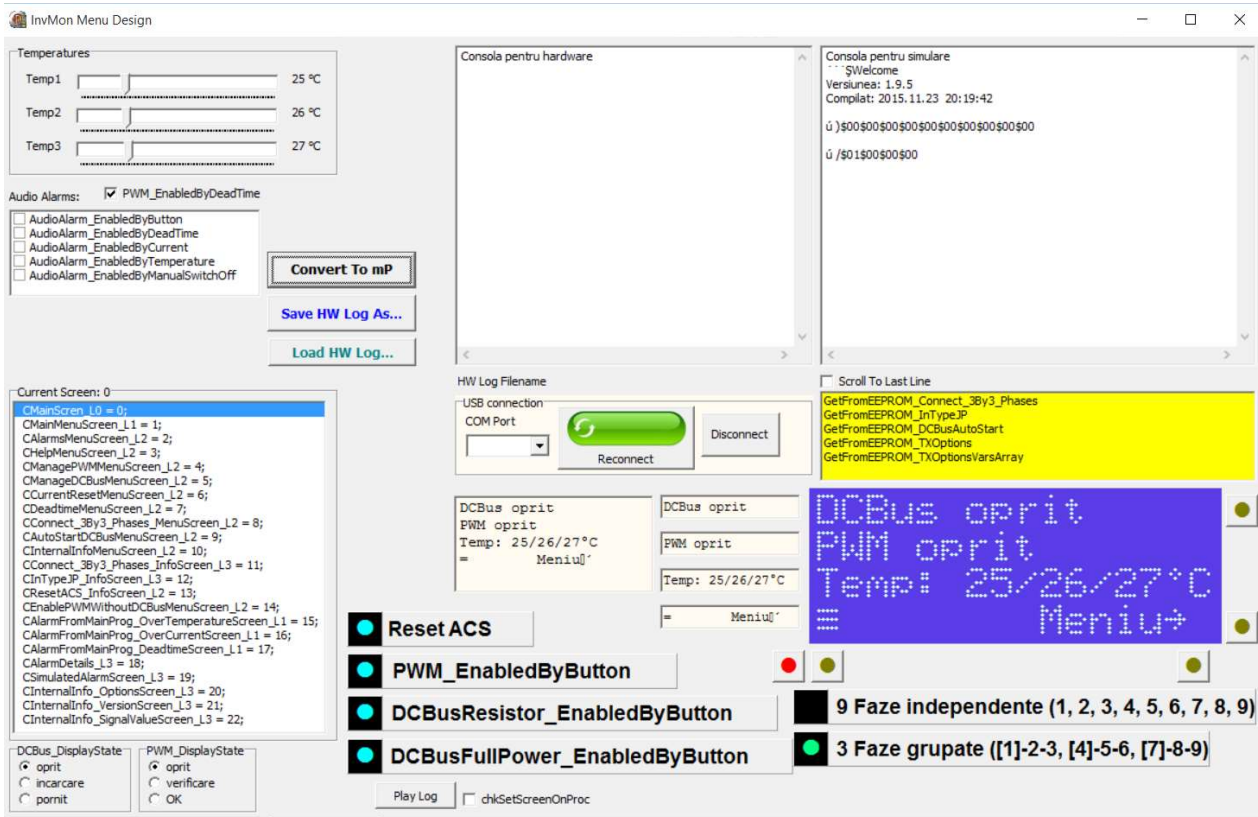 InvMon Menu Design
Temperatures
Temp1 25 ºC
Temp2 26 ºC
Temp3 27 ºC
Audio Alarms:
PWM_EnabledByDeadTime
AudioAlarm_EnabledByButton
AudioAlarm_EnabledByDeadTime
AudioAlarm_EnabledByCurrent
AudioAlarm_EnabledByTemperature
AudioAlarm_EnabledByManualSwitchOff
Convert To mP
Save HW Log As...
Load HW Log...
Consola pentru hardware
Consola pentru simulare
```ŞWelcome
Versiunea: 1.9.5
Compilat: 2015.11.23 20:19:42
ú )$00$00$00$00$00$00$00$00$00$00
ú /$01$00$00$00
HW Log Filename
Scroll To Last Line
USB connection
COM Port
Reconnect
Disconnect
GetFromEEPROM_Connect_3By3_Phases
GetFromEEPROM_InTypeJP
GetFromEEPROM_DCBusAutoStart
GetFromEEPROM_TXOptions
GetFromEEPROM_TXOptionsVarsArray
Current Screen: 0
CMainScren_L0 = 0;
CMainMenuScreen_L1 = 1;
CAlarmsMenuScreen_L2 = 2;
CHelpMenuScreen_L2 = 3;
CManagePWMMenuScreen_L2 = 4;
CManageDCBusMenuScreen_L2 = 5;
CCurrentResetMenuScreen_L2 = 6;
CDeadtimeMenuScreen_L2 = 7;
CConnect_3By3_Phases_MenuScreen_L2 = 8;
CAutoStartDCBusMenuScreen_L2 = 9;
CInternalInfoMenuScreen_L2 = 10;
CConnect_3By3_Phases_InfoScreen_L3 = 11;
CInTypeJP_InfoScreen_L3 = 12;
CResetACS_InfoScreen_L2 = 13;
CEnablePWMWithoutDCBusMenuScreen_L2 = 14;
CAlarmFromMainProg_OverTemperatureScreen_L1 = 15;
CAlarmFromMainProg_OverCurrentScreen_L1 = 16;
CAlarmFromMainProg_DeadtimeScreen_L1 = 17;
CAlarmDetails_L3 = 18;
CSimulatedAlarmScreen_L3 = 19;
CInternalInfo_OptionsScreen_L3 = 20;
CInternalInfo_VersionScreen_L3 = 21;
CInternalInfo_SignalValueScreen_L3 = 22;
DCBus oprit
PWM oprit
Temp: 25/26/27°C
= Meniu▯´
DCBus oprit
PWM oprit
Temp: 25/26/27°C
= Meniu▯´
DCBus oprit
PWM oprit
Temp: 25/26/27°C
≡ Meniu→
Reset ACS
PWM_EnabledByButton
DCBusResistor_EnabledByButton
DCBusFullPower_EnabledByButton
9 Faze independente (1, 2, 3, 4, 5, 6, 7, 8, 9)
3 Faze grupate ([1]-2-3, [4]-5-6, [7]-8-9)
DCBus_DisplayState
oprit
incarcare
pornit
PWM_DisplayState
oprit
verificare
OK
Play Log
chkSetScreenOnProc